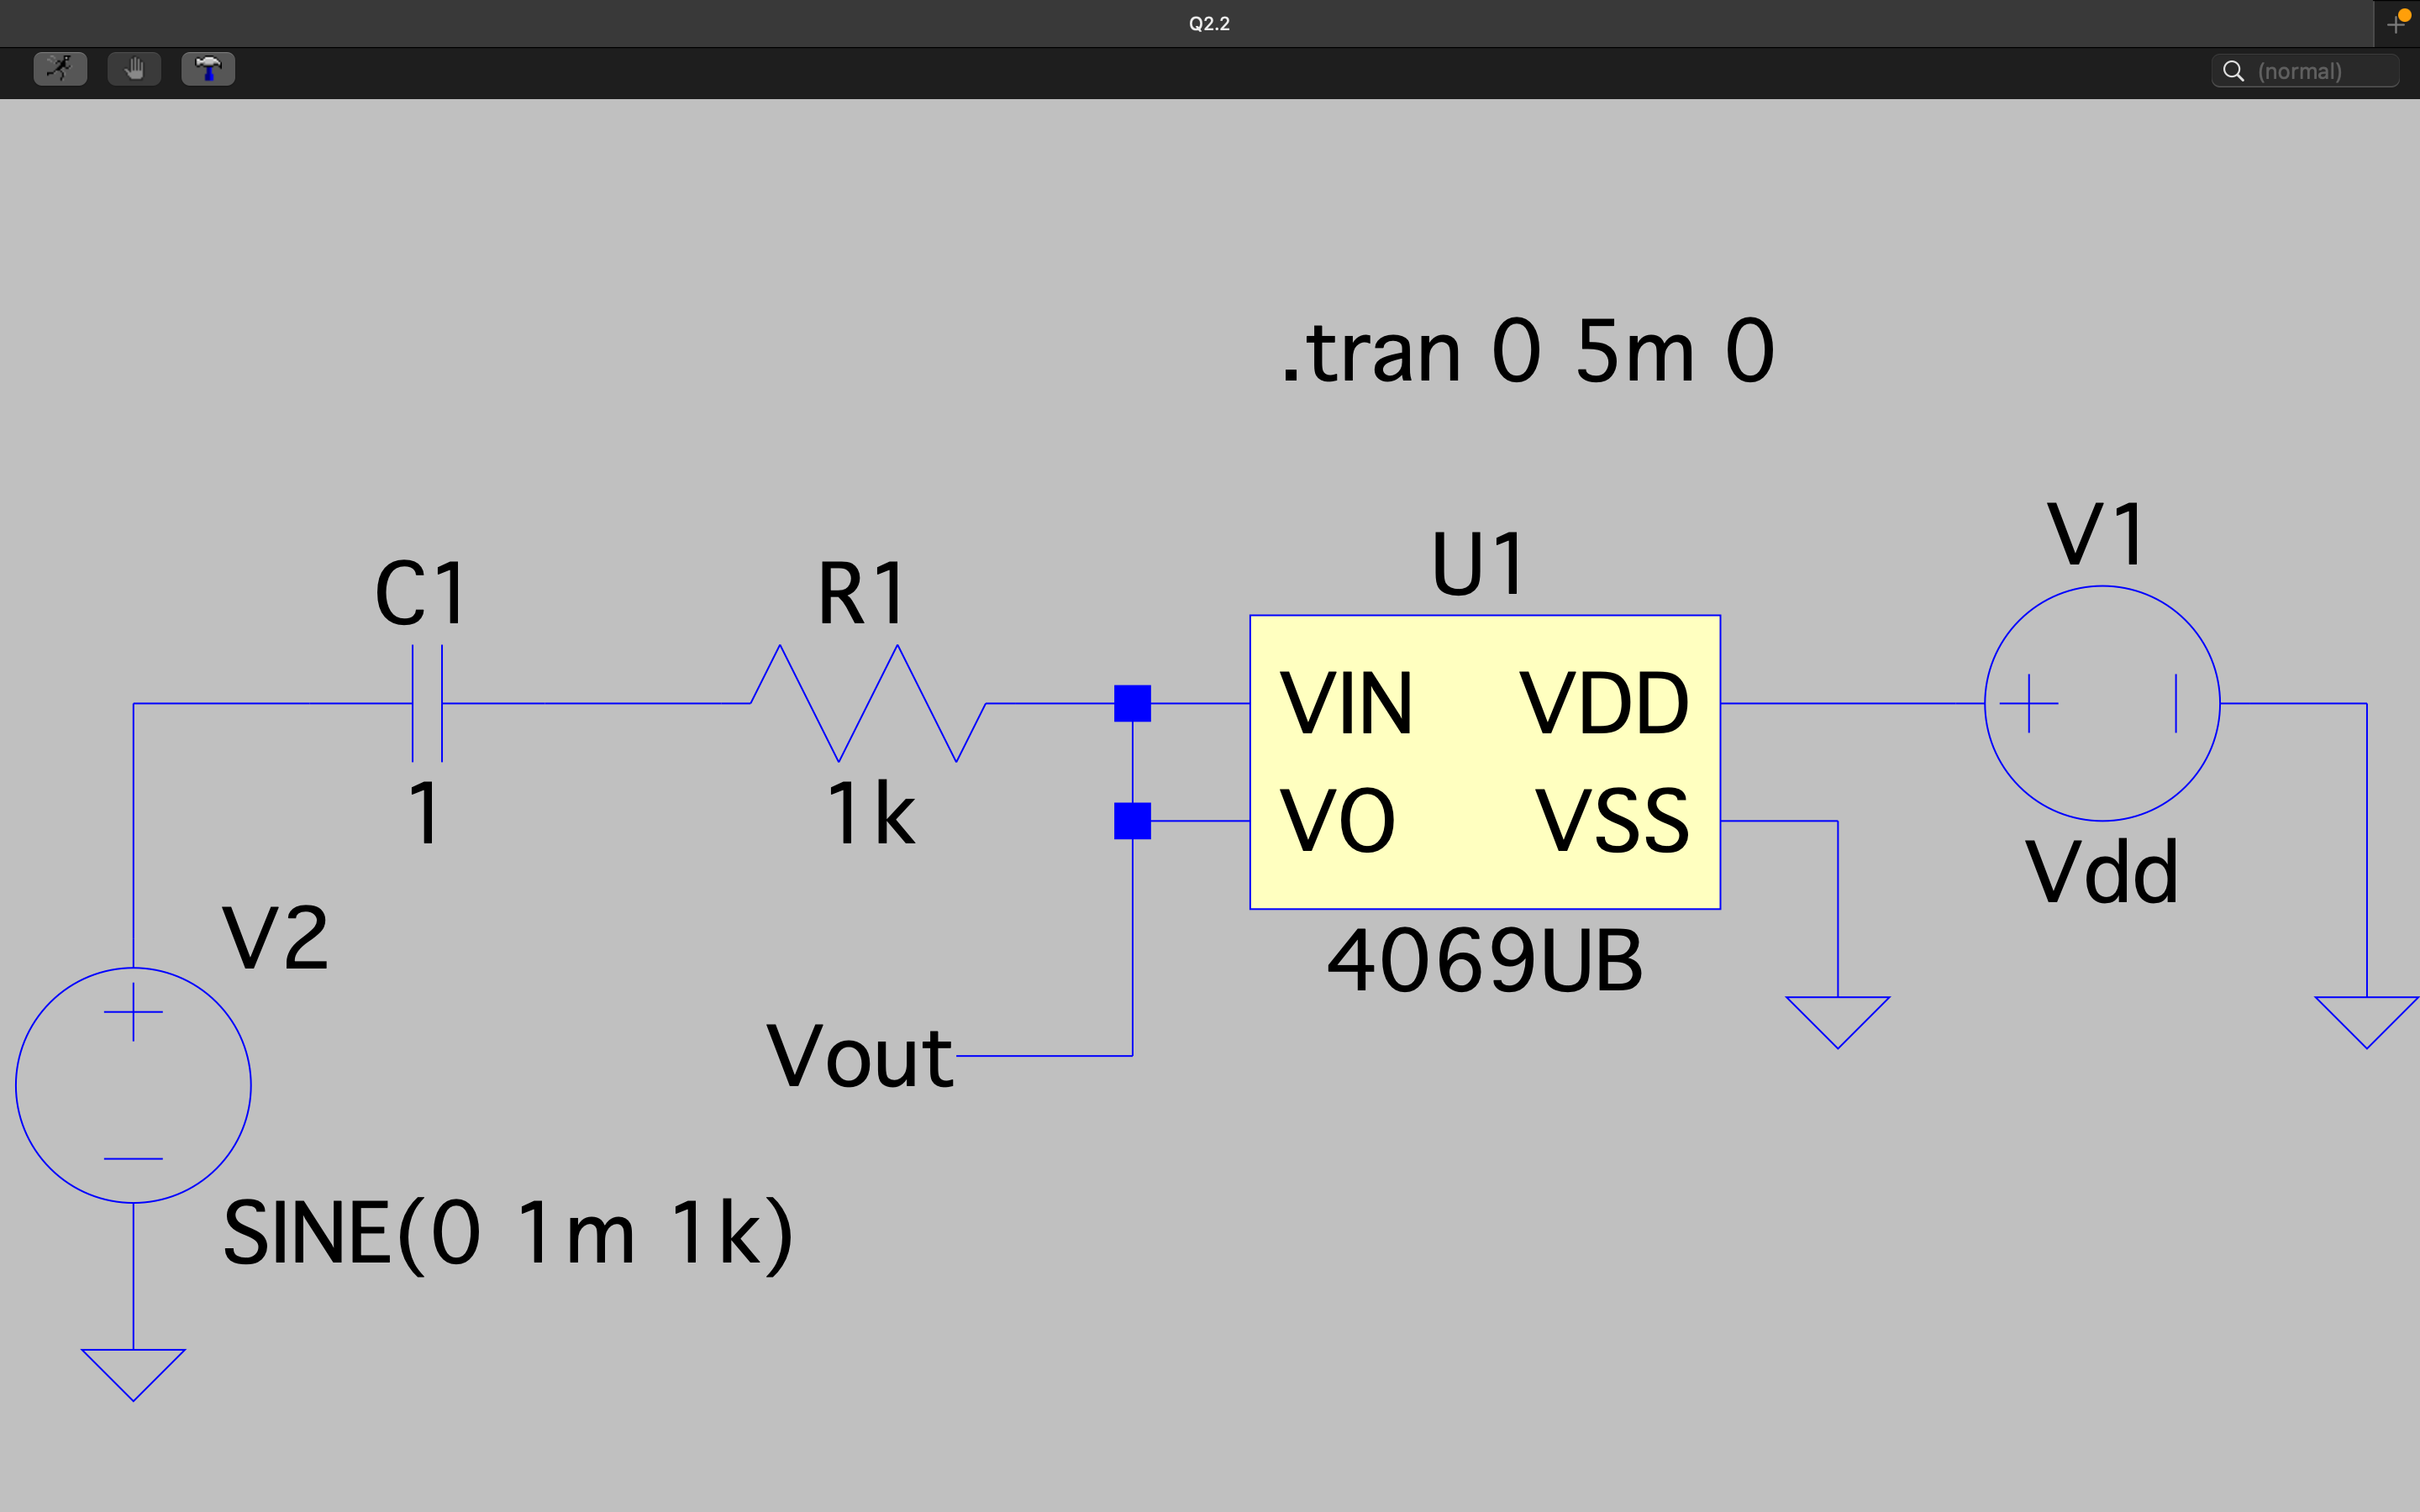 Q2.2
(normal)
.tran 0 5m 0
C1
R1
U1
V1
VIN VDD
1
1k
VO VSS
Vdd
V2
4069UB
Vout
SINE(0 1m 1k)